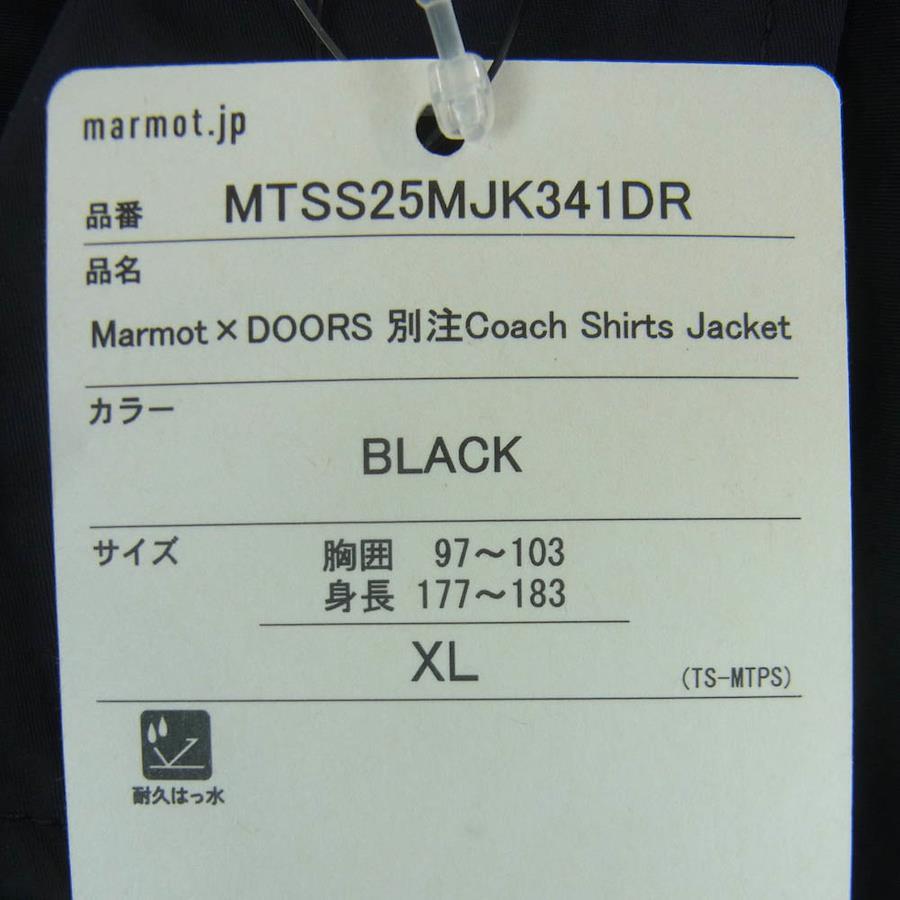 marmot.jp
品番 MTSS25MJK341DR
品名
Marmot×DOORS 別注Coach Shirts Jacket
カラー
BLACK
サイズ 胸囲 97～103
身長 177～183
XL (TS-MTPS)
耐久はっ水